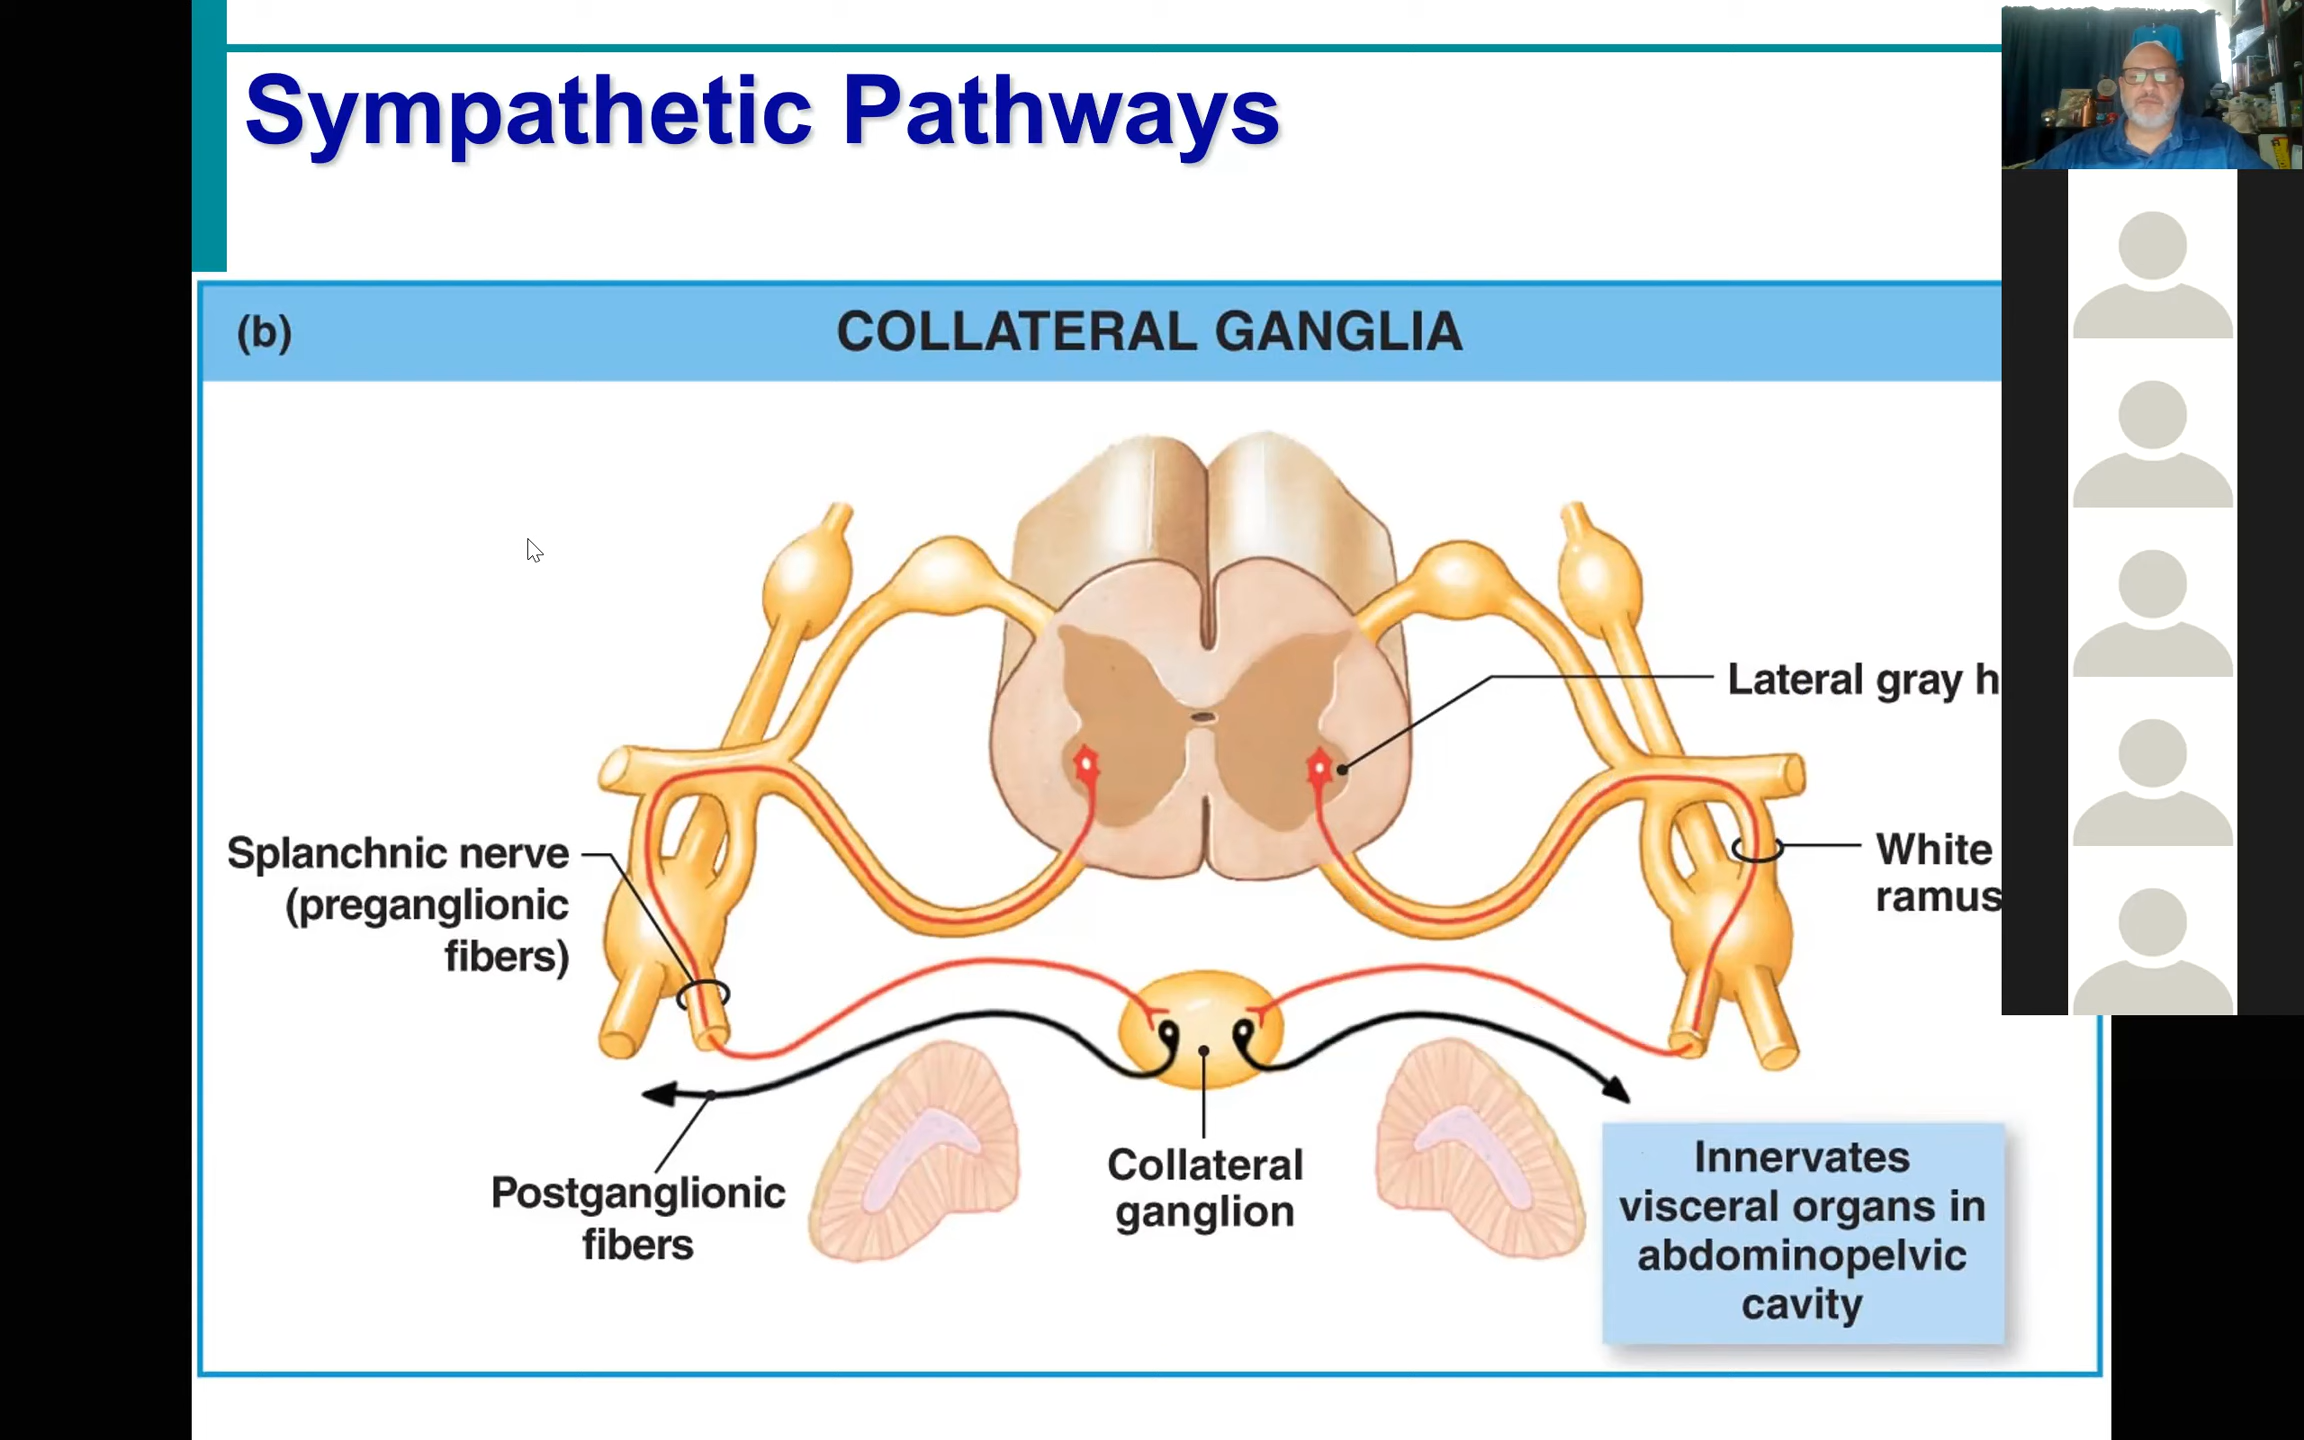 Sympathetic Pathways
(b)
COLLATERAL GANGLIA
Lateral gray h
Splanchnic nerve
(preganglionic
fibers)
White
ramus
Postganglionic
fibers
Collateral
ganglion
Innervates
visceral organs in
abdominopelvic
cavity